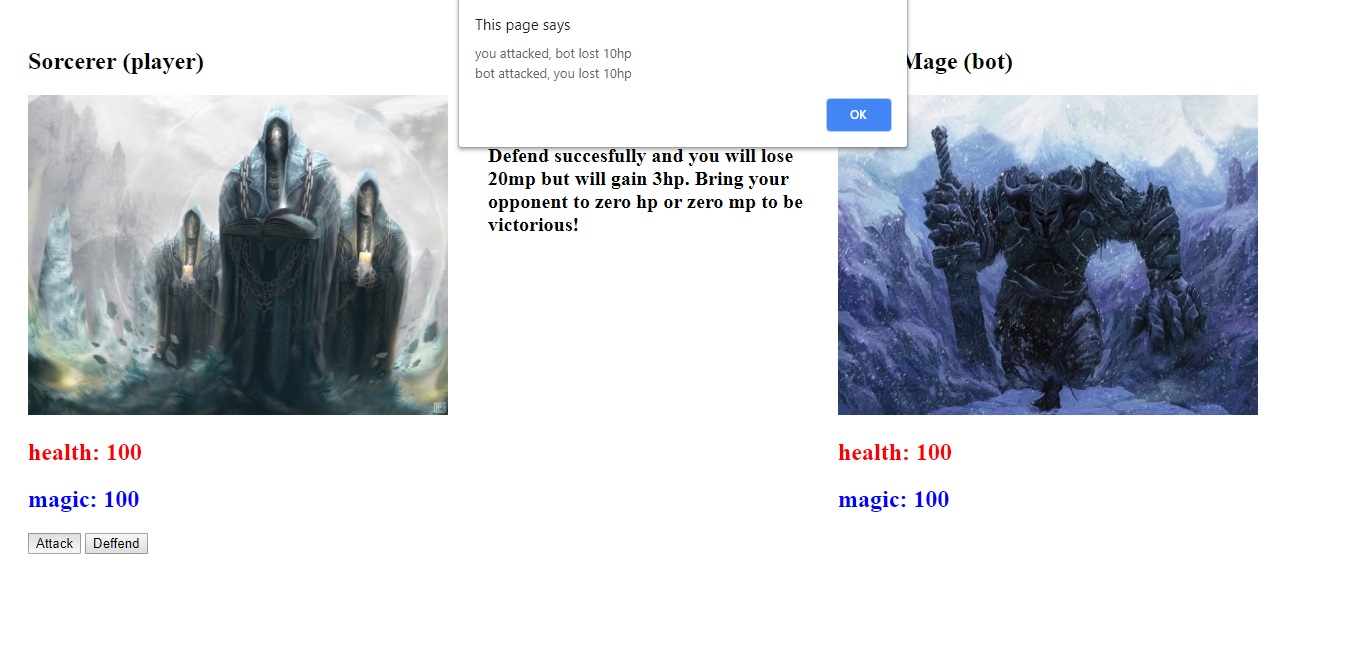 Sorcerer (player)
This page says
you attacked, bot lost 10hp
bot attacked, you lost 10hp
OK
Mage (bot)
Defend succesfully and you will lose
20mp but will gain 3hp. Bring your
opponent to zero hp or zero mp to be
victorious!
health: 100
magic: 100
Attack
Deffend
health: 100
magic: 100